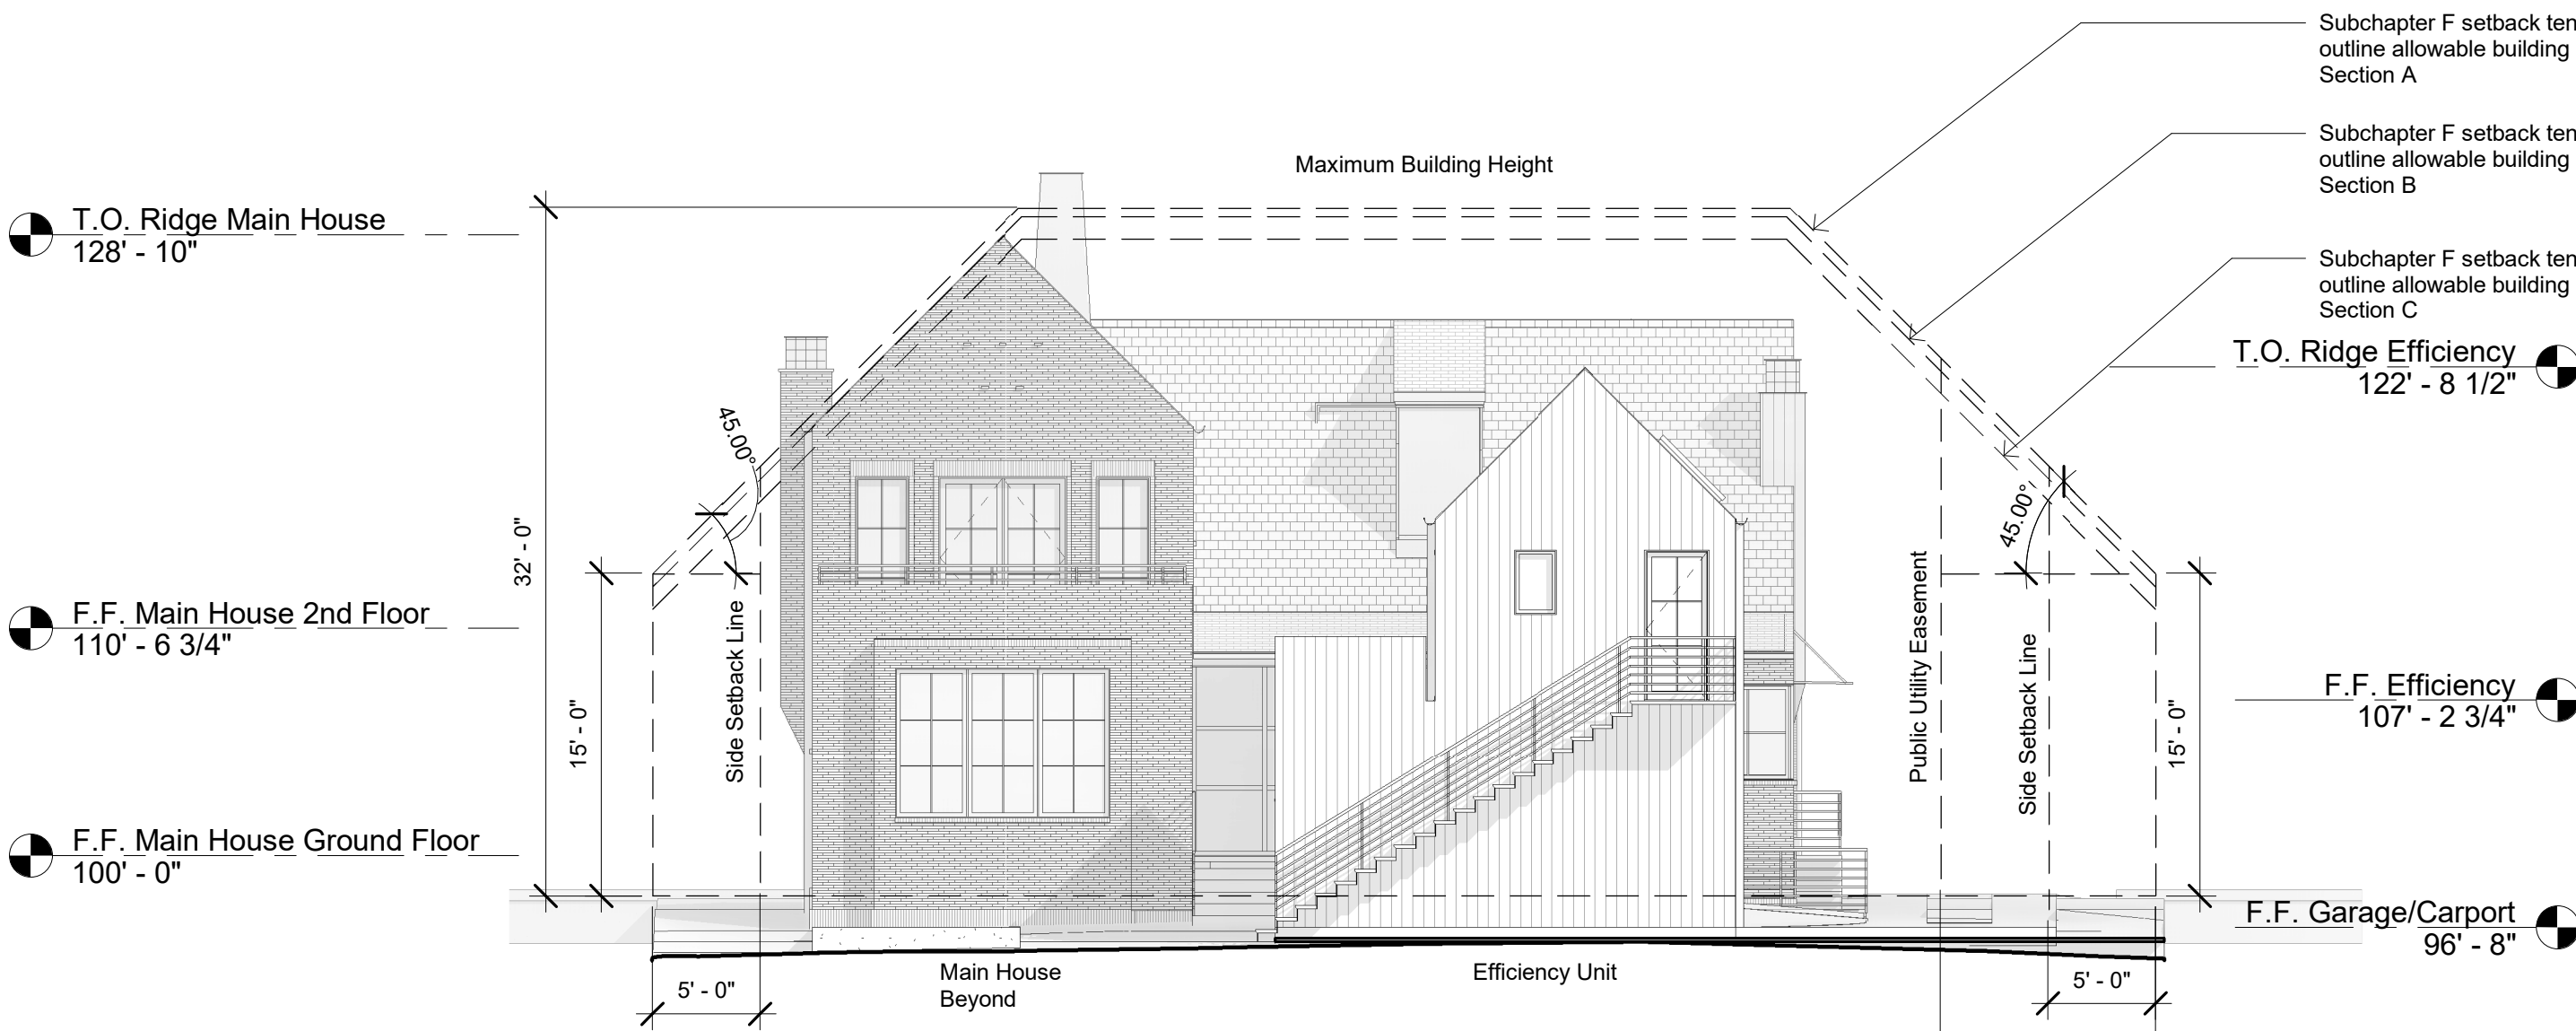 Subchapter F setback
outline allowable building
Section A
Subchapter F setback
outline allowable building
Section B
Subchapter F setback
outline allowable building
Section C
Maximum Building Height
T.O. Ridge Main House
128' - 10"
T.O. Ridge Efficiency
122' - 8 1/2"
45.00°
45.00°
32' - 0"
F.F. Main House 2nd Floor
110' - 6 3/4"
15' - 0"
Side Setback Line
Public Utility Easement
Side Setback Line
15' - 0"
F.F. Efficiency
107' - 2 3/4"
F.F. Main House Ground Floor
100' - 0"
F.F. Garage/Carport
96' - 8"
Main House
Beyond
Efficiency Unit
5' - 0"
5' - 0"